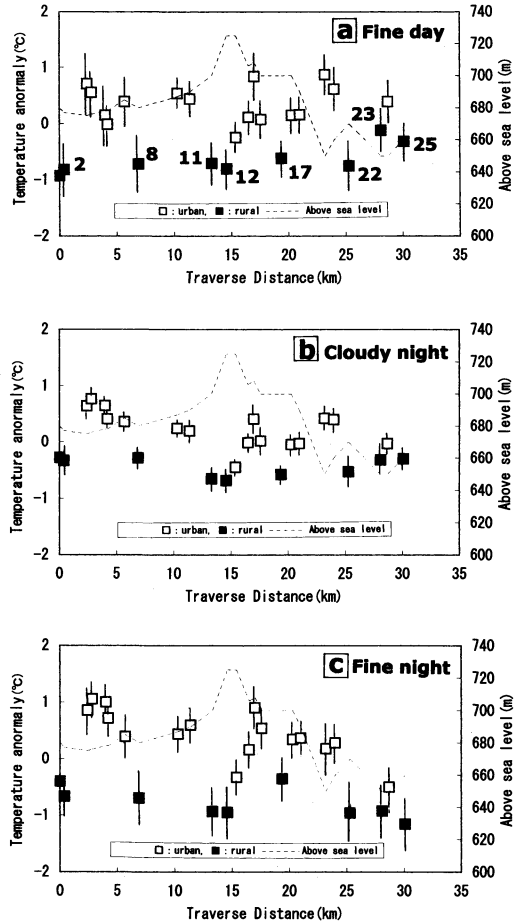 a Fine day
Temperature anormaly(℃)
Above sea level(m)
2
1
0
-1
-2
740
720
700
680
660
640
620
600
2
8
11
12
17
22
23
25
□ : urban, ■ : rural ------ Above sea level
0 5 10 15 20 25 30 35
Traverse Distance(km)
b Cloudy night
Temperature anormaly(℃)
Above sea level(m)
2
1
0
-1
-2
740
720
700
680
660
640
620
600
□ : urban, ■ : rural ------ Above sea level
0 5 10 15 20 25 30 35
Traverse Distance(km)
c Fine night
Temperature anormaly(℃)
Above sea level(m)
2
1
0
-1
-2
740
720
700
680
660
640
620
600
□ : urban, ■ : rural ------ Above sea level
0 5 10 15 20 25 30 35
Traverse Distance(km)